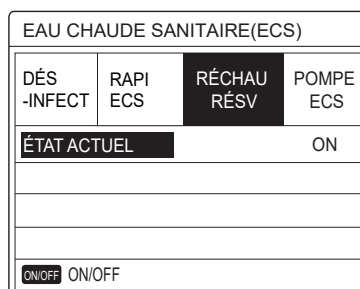 EAU CHAUDE SANITAIRE(ECS)
DÉS
-INFECT
RAPI
ECS
RÉCHAU
RÉSV
POMPE
ECS
ÉTAT ACTUEL ON
ON/OFF ON/OFF